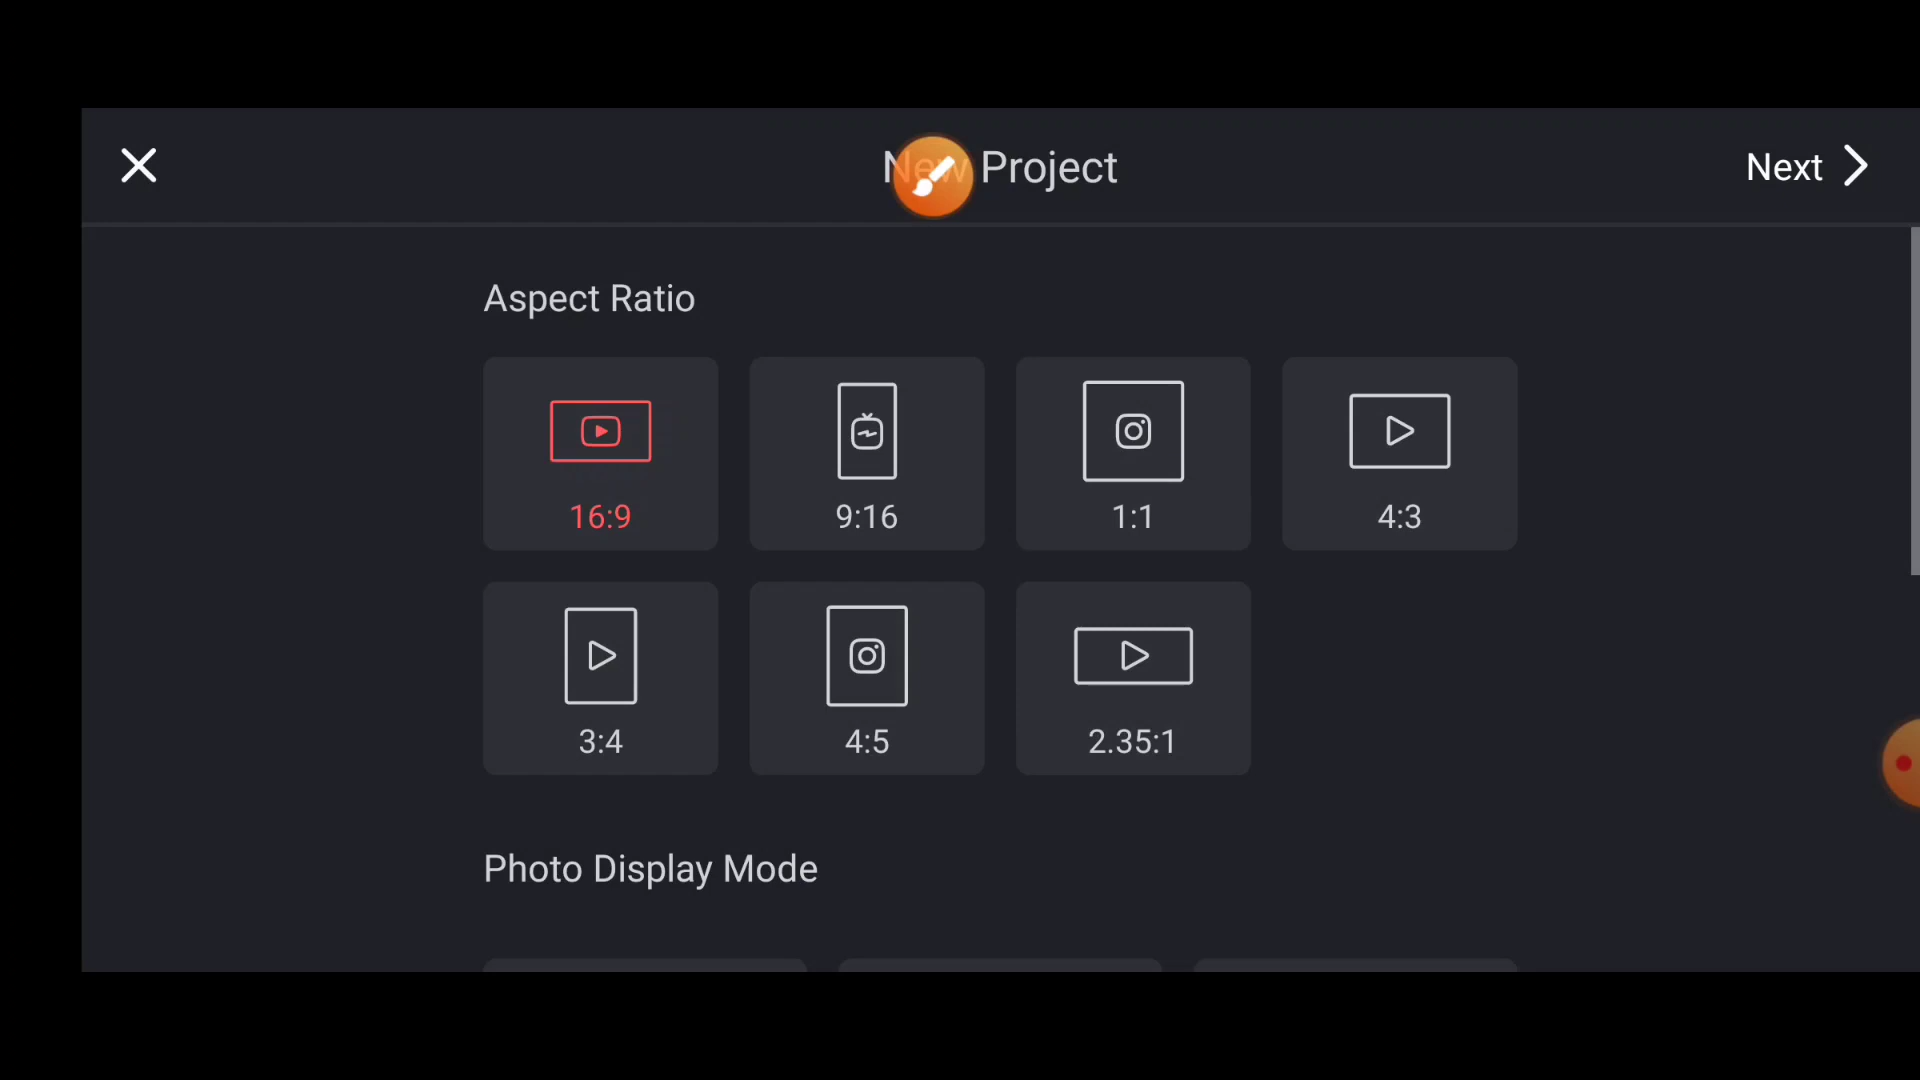 New Project
Next
Aspect Ratio
16:9
9:16
1:1
4:3
3:4
4:5
2.35:1
Photo Display Mode